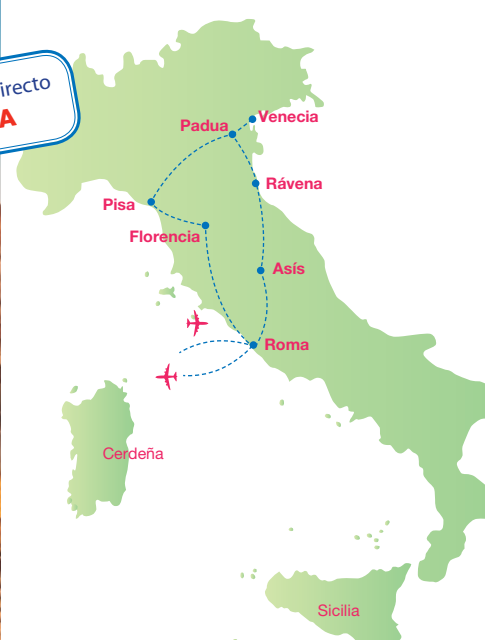 irecto
A
Venecia
Padua
Rávena
Pisa
Florencia
Asís
Roma
Cerdeña
Sicilia